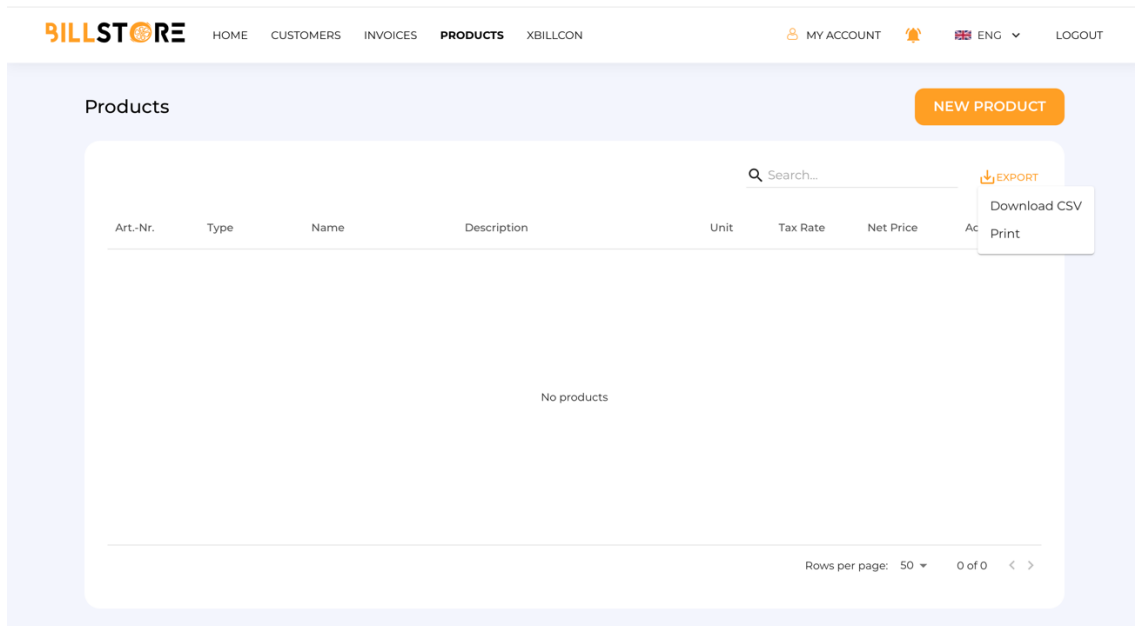 BILLSTORE HOME CUSTOMERS INVOICES PRODUCTS XBILLCON MY ACCOUNT ENG LOGOUT
Products NEW PRODUCT
Search... EXPORT
Download CSV
Art.-Nr. Type Name Description Unit Tax Rate Net Price
Print
No products
Rows per page: 50 0 of 0